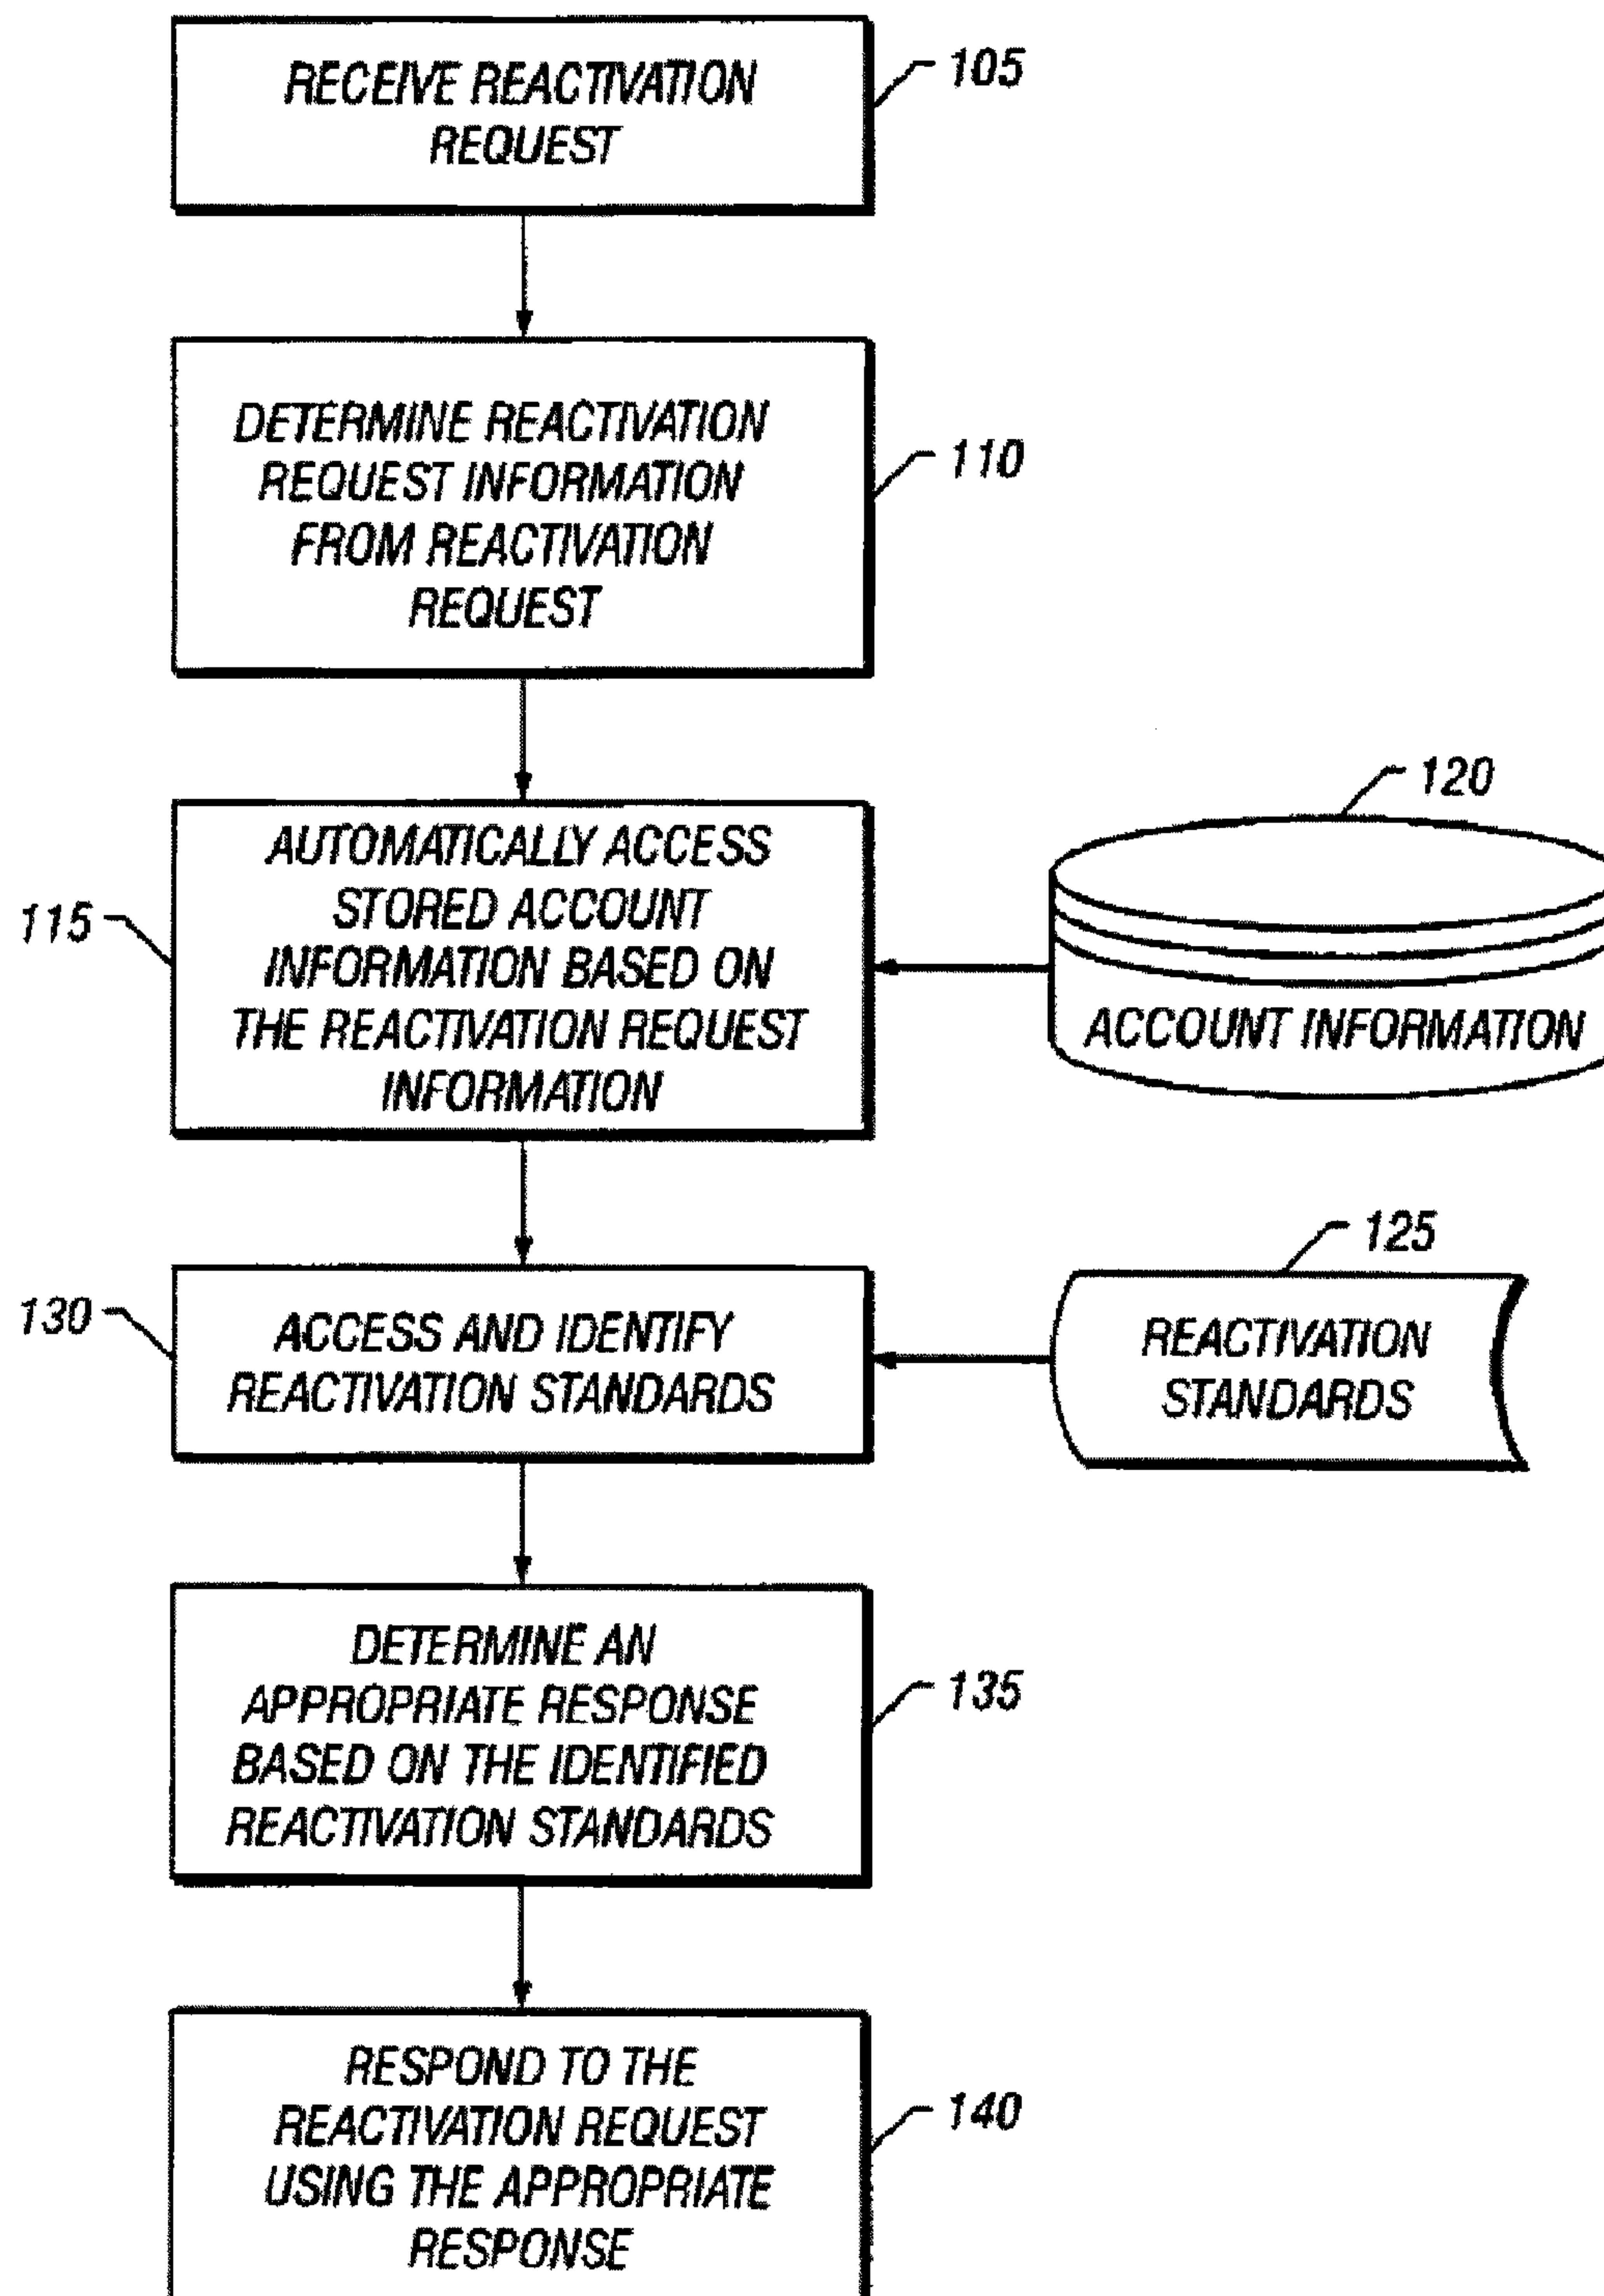 RECEIVE REACTIVATION
REQUEST
105
DETERMINE REACTIVATION
REQUEST INFORMATION
FROM REACTIVATION
REQUEST
110
AUTOMATICALLY ACCESS
STORED ACCOUNT
INFORMATION BASED ON
THE REACTIVATION REQUEST
INFORMATION
115
120
ACCOUNT INFORMATION
125
REACTIVATION
STANDARDS
130
ACCESS AND IDENTIFY
REACTIVATION STANDARDS
DETERMINE AN
APPROPRIATE RESPONSE
BASED ON THE IDENTIFIED
REACTIVATION STANDARDS
135
RESPOND TO THE
REACTIVATION REQUEST
USING THE APPROPRIATE
RESPONSE
140